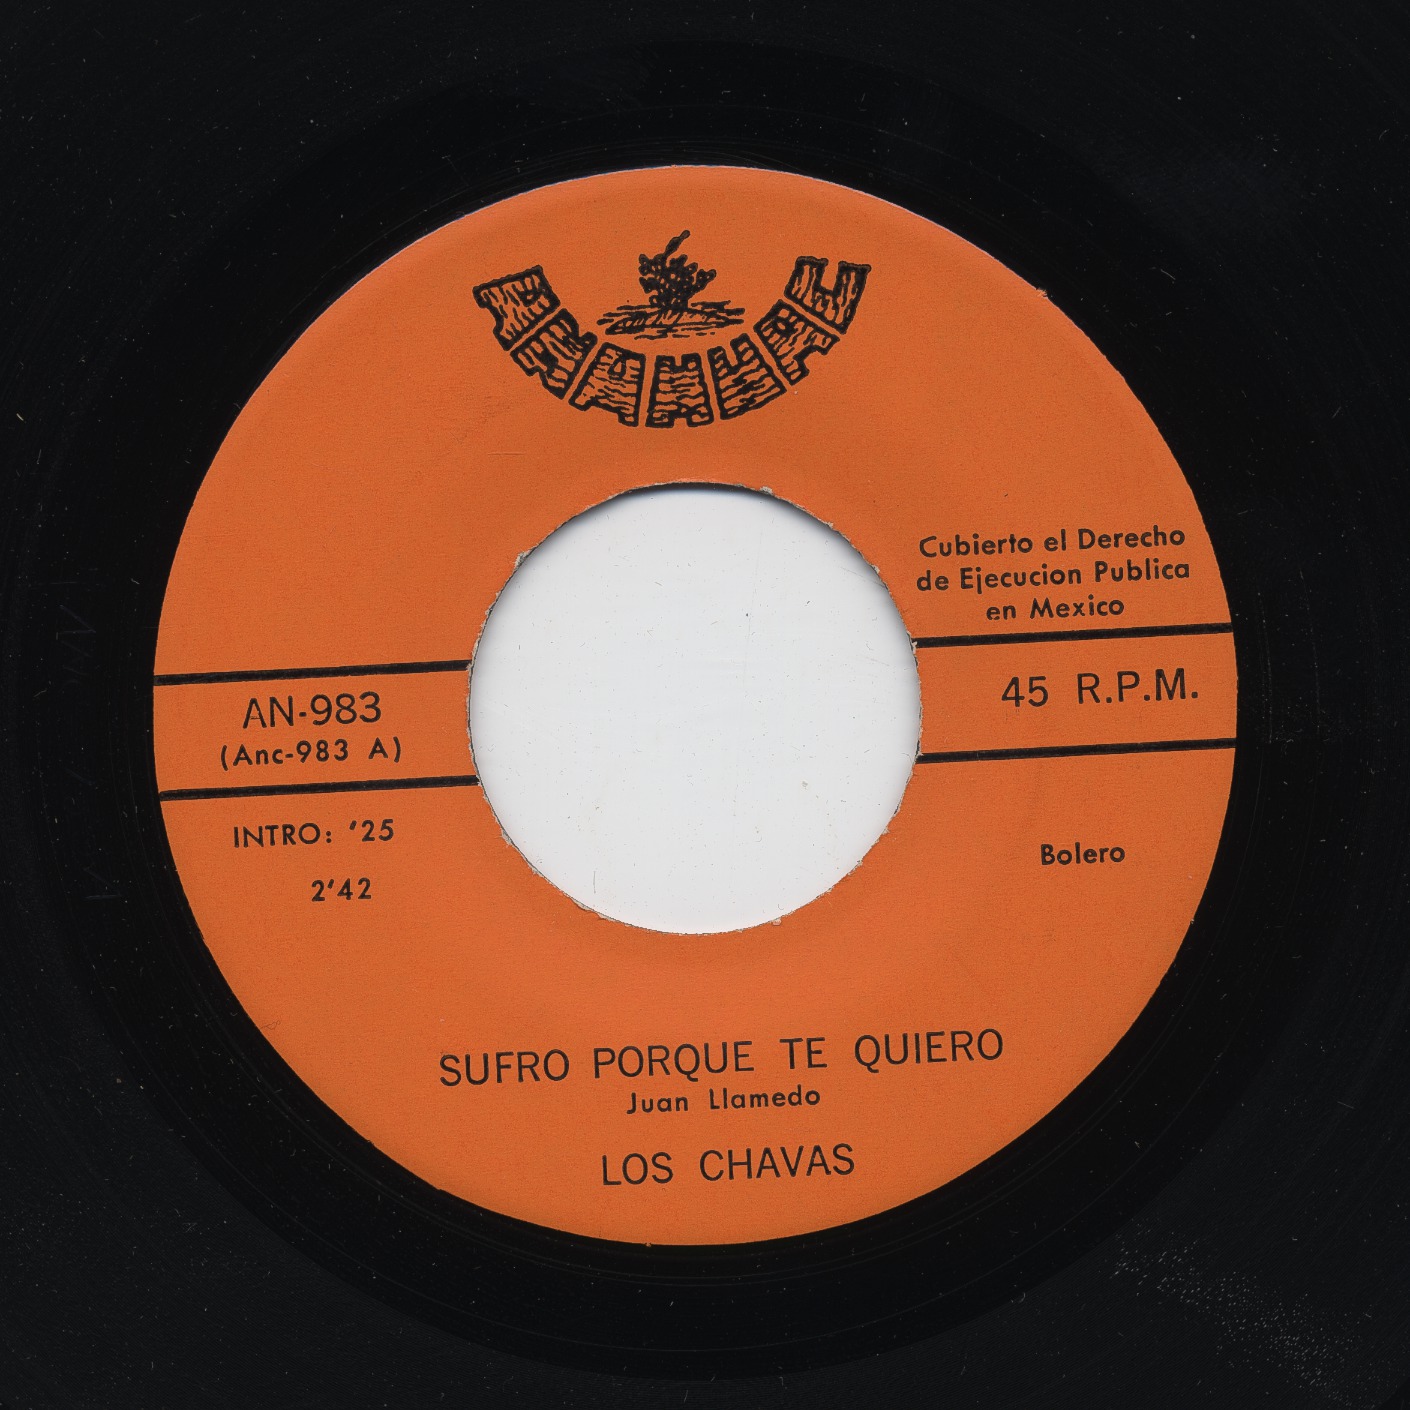 ANAHUAC
Cubierto el Derecho
de Ejecucion Publica
en Mexico
AN-983
(Anc-983 A)
45 R.P.M.
INTRO: '25
2'42
Bolero
SUFRO PORQUE TE QUIERO
Juan Llamedo
LOS CHAVAS